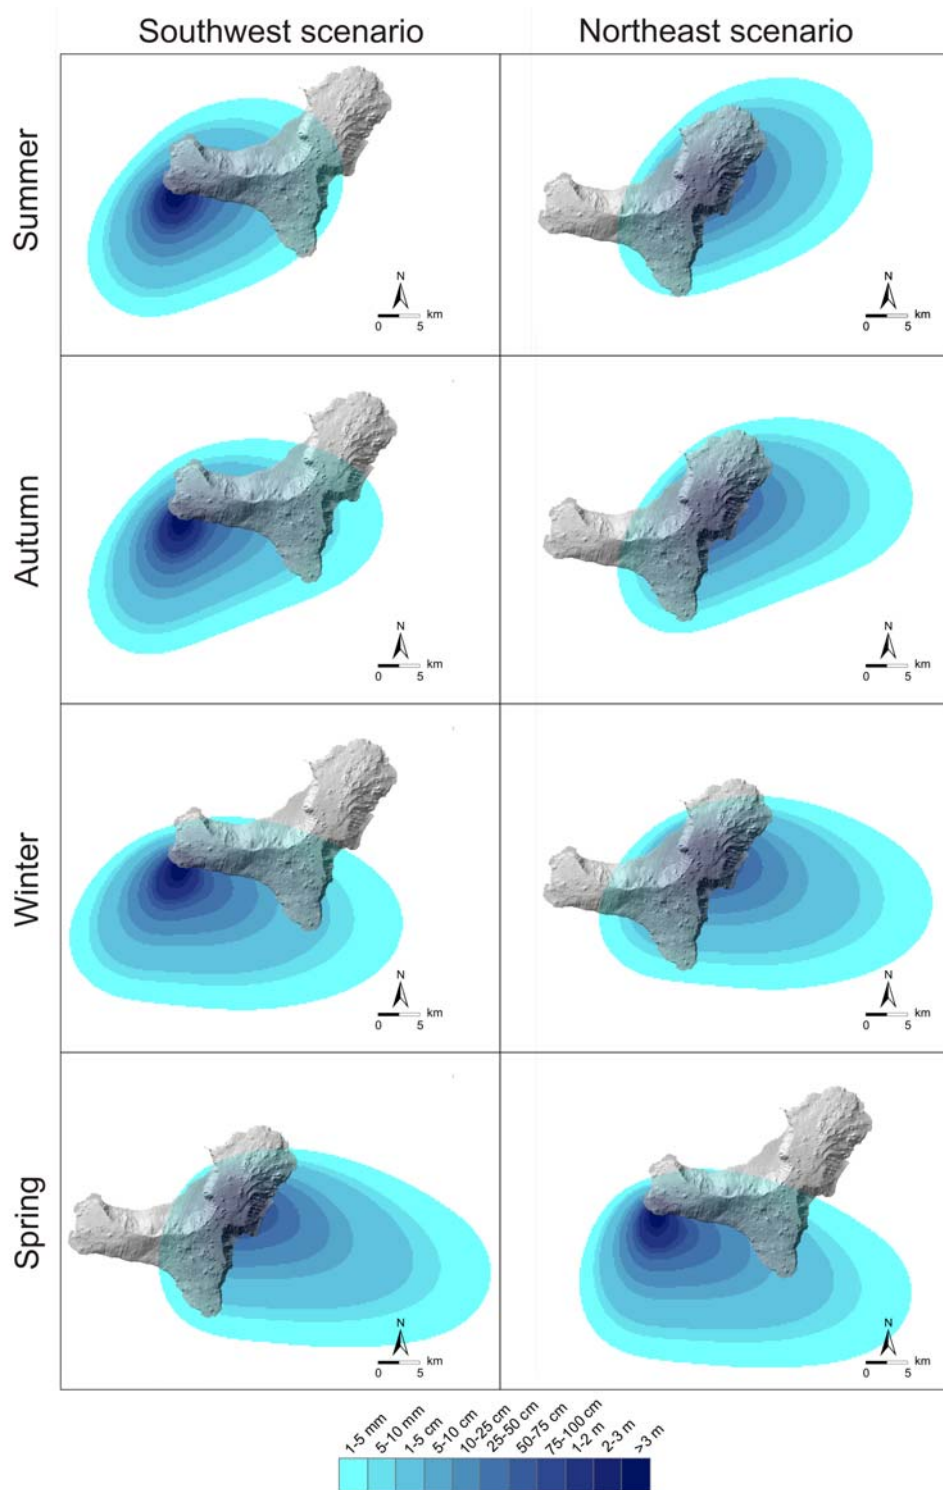 Southwest scenario Northeast scenario
Summer
N N
0 5 km 0 5 km
Autumn
N N
0 5 km 0 5 km
Winter
N N
0 5 km 0 5 km
Spring
N N
0 5 km 0 5 km
1-5 mm 5-10 mm 1-5 cm 5-10 cm 10-25 cm 25-50 cm 50-75 cm 75-100 cm 1-2 m 2-3 m >3 m